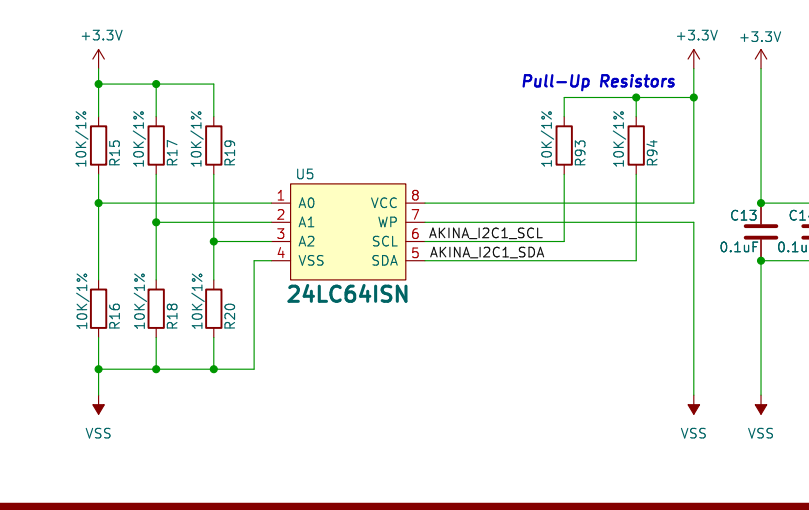 +3.3V
+3.3V
+3.3V
Pull-Up Resistors
10K/1%
R15
10K/1%
R17
10K/1%
R19
10K/1%
R93
10K/1%
R94
U5
1 A0
2 A1
3 A2
4 VSS
VCC 8
WP 7
SCL 6
SDA 5
AKINA_I2C1_SCL
AKINA_I2C1_SDA
24LC64ISN
C13
0.1uF
C1
0.1u
10K/1%
R16
10K/1%
R18
10K/1%
R20
VSS
VSS
VSS